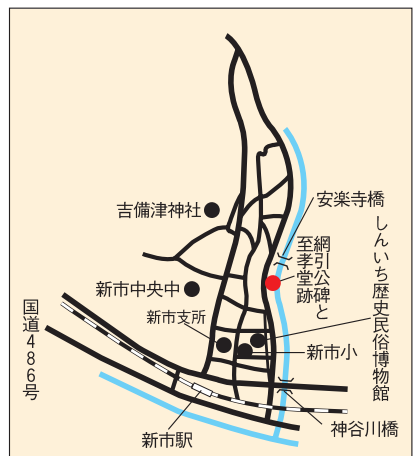 安楽寺橋
吉備津神社
しんいち歴史民俗博物館
網引公碑と
至孝堂跡
新市中央中
国道486号
新市支所
新市小
神谷川橋
新市駅